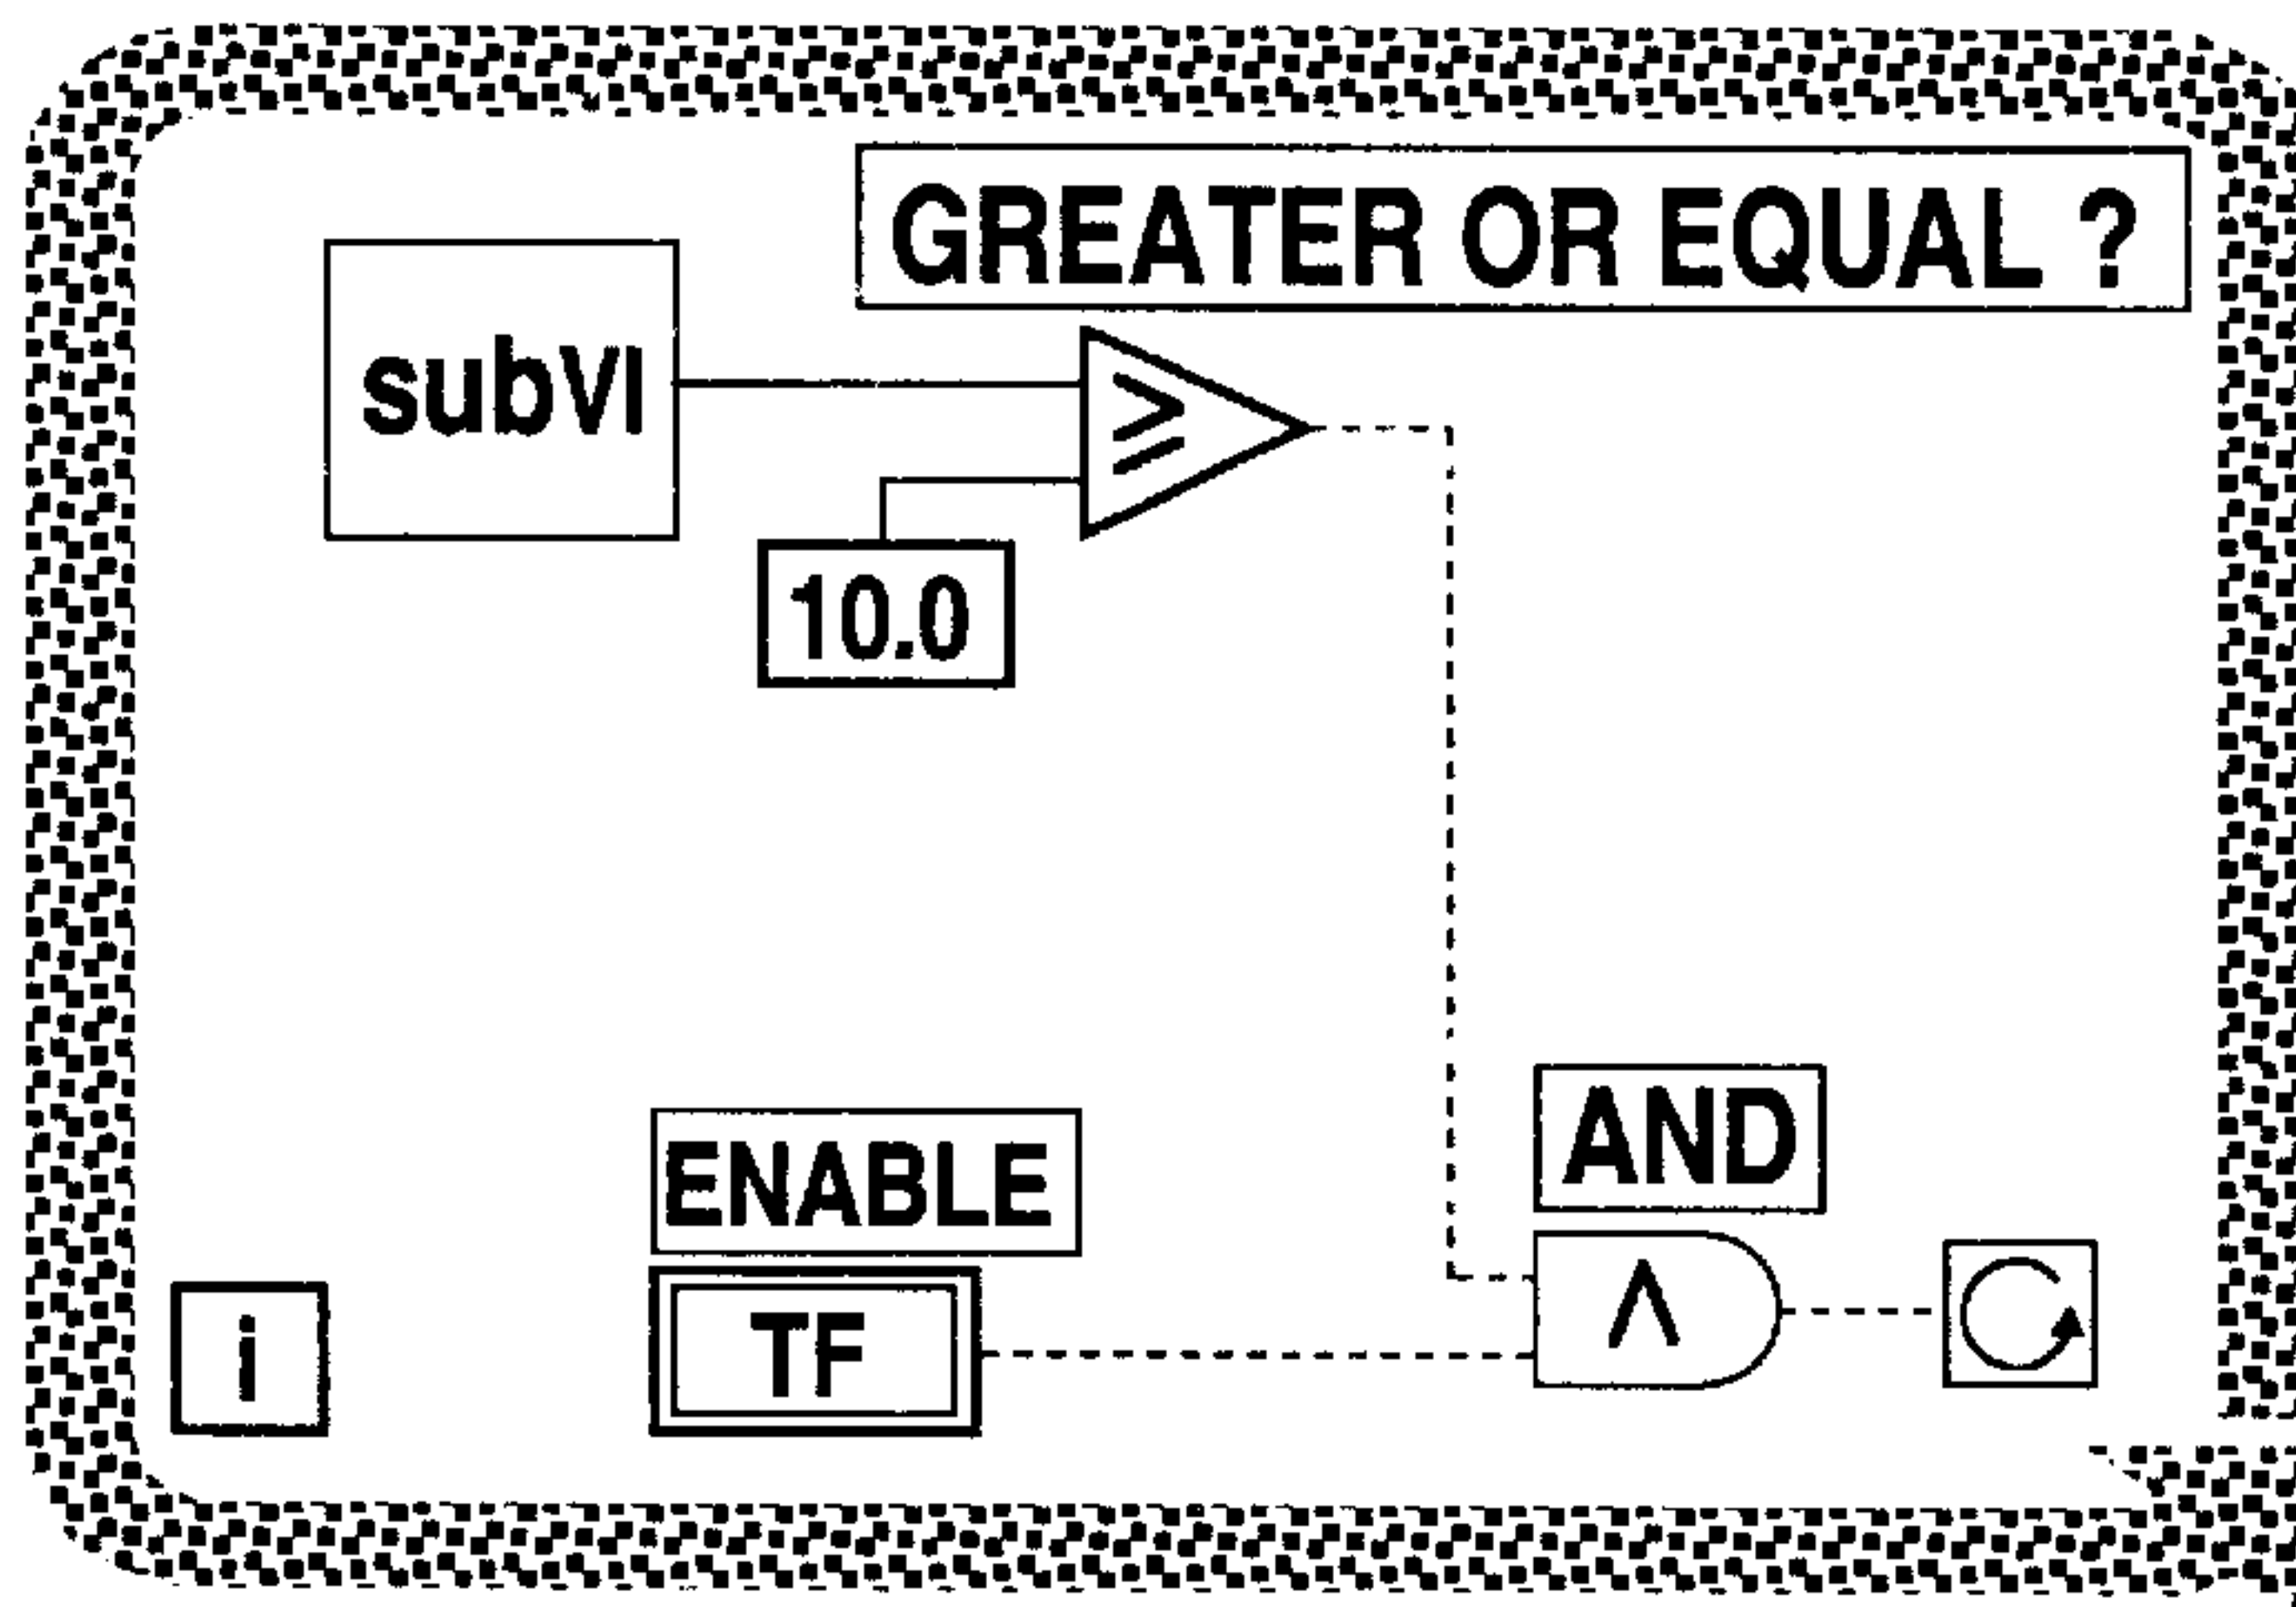 GREATER OR EQUAL ?
subVI
≥
10.0
ENABLE
AND
i
TF
∧